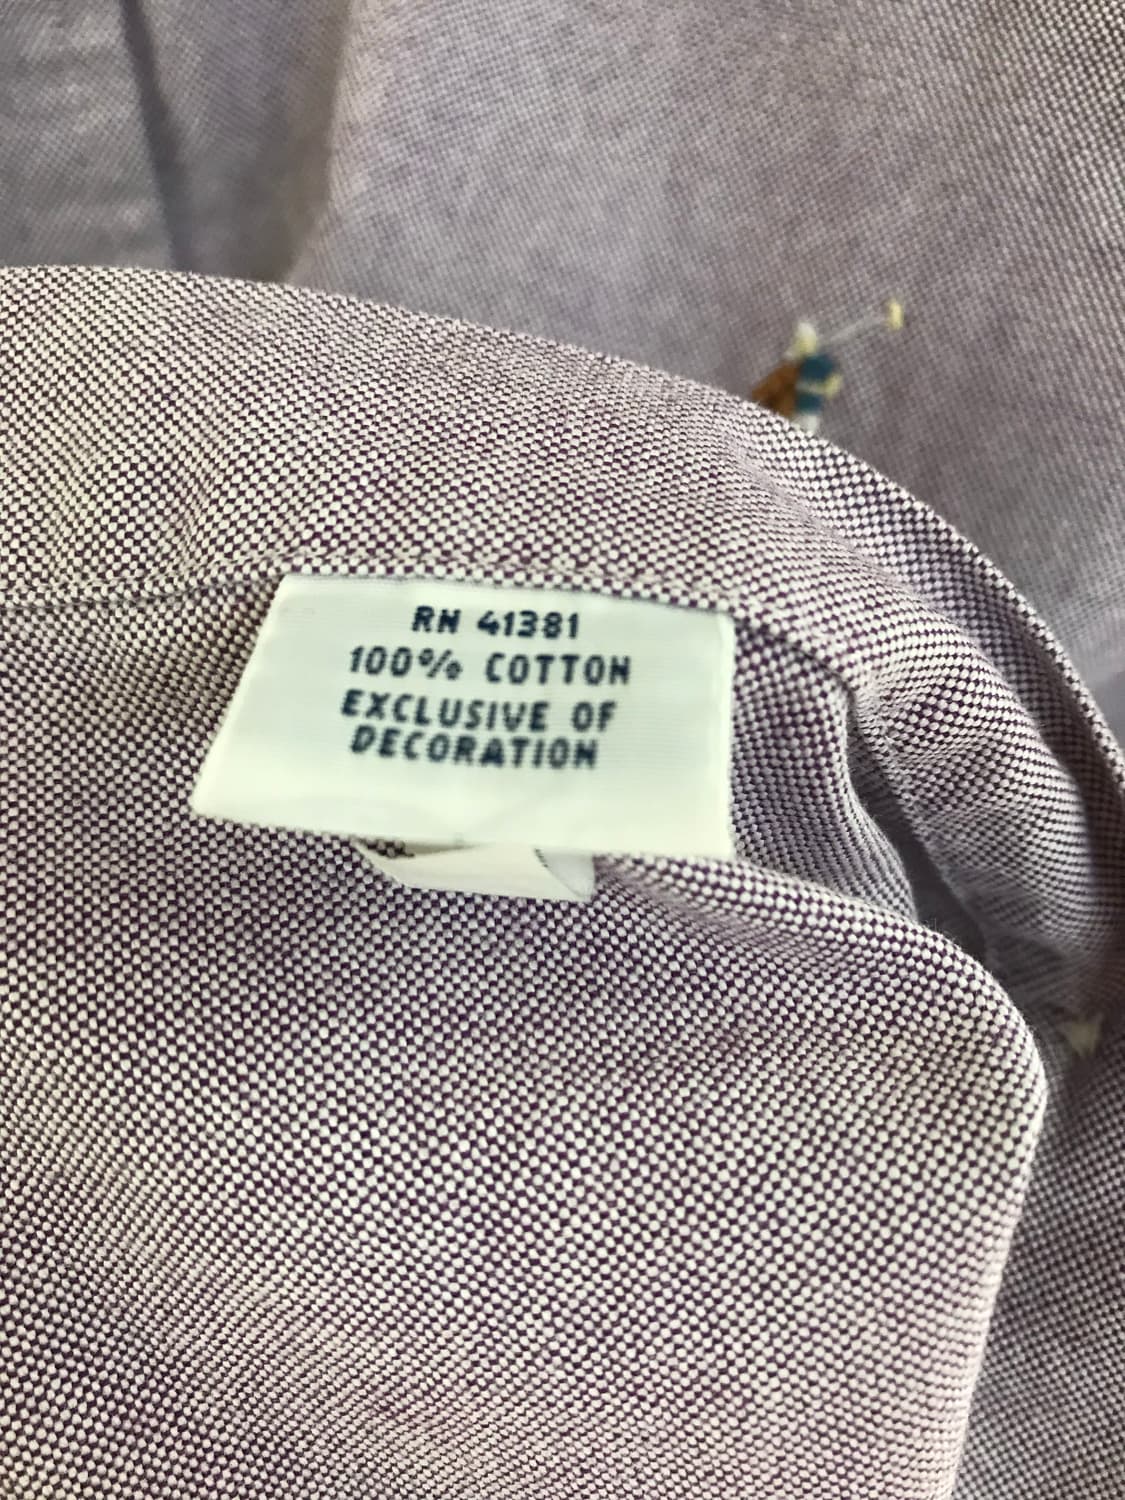 RN 41381
100% COTTON
EXCLUSIVE OF
DECORATION